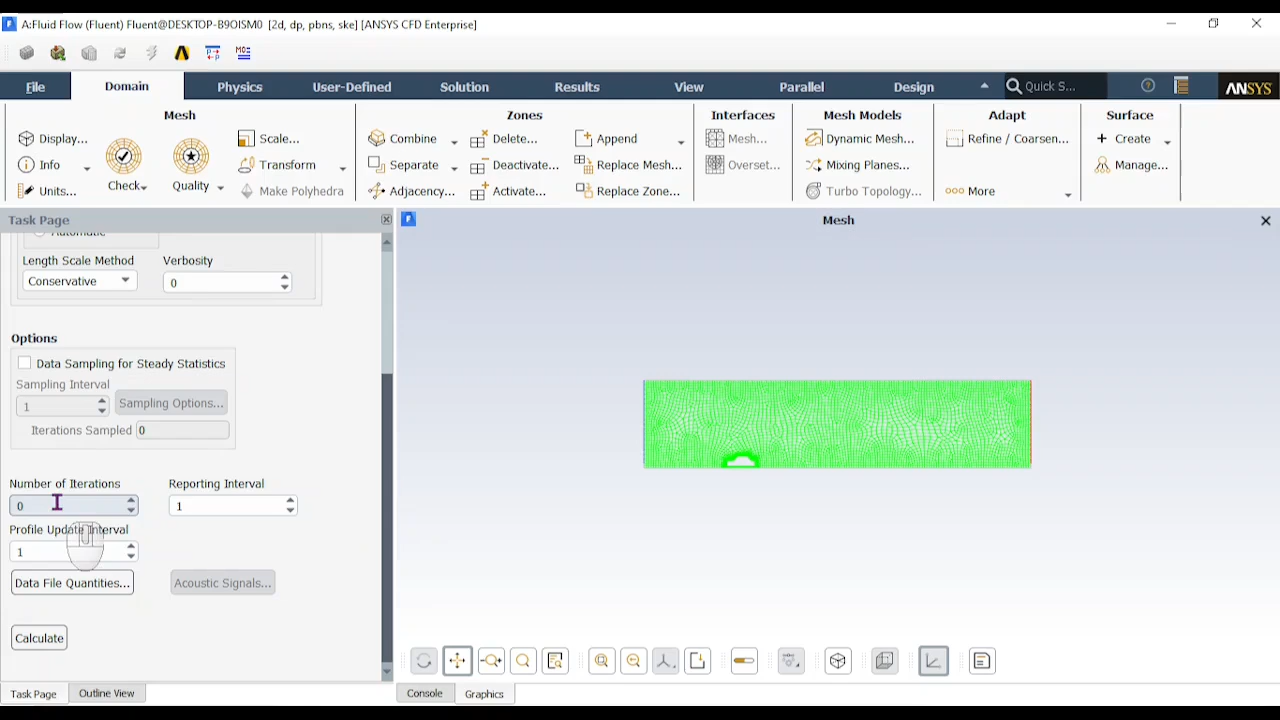 A:Fluid Flow (Fluent) Fluent@DESKTOP-B9OISM0 [2d, dp, pbns, ske] [ANSYS CFD Enterprise]
File Domain Physics User-Defined Solution Results View Parallel Design Quick S... ANSYS
Mesh Zones Interfaces Mesh Models Adapt Surface
Display... Scale... Combine Delete... Append Mesh... Dynamic Mesh... Refine / Coarsen... Create
Info Transform Separate Deactivate... Replace Mesh... Overset... Mixing Planes... Manage...
Check Quality
Units... Make Polyhedra Adjacency... Activate... Replace Zone... Turbo Topology... More
Task Page
Mesh
Automatic
Length Scale Method Verbosity
Conservative 0
Options
Data Sampling for Steady Statistics
Sampling Interval
1 Sampling Options...
Iterations Sampled 0
Number of Iterations Reporting Interval
0 1
Profile Update Interval
1
Data File Quantities... Acoustic Signals...
Calculate
Task Page Outline View Console Graphics